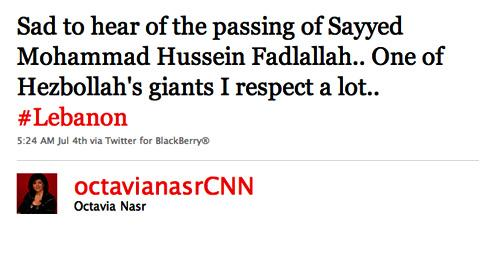 Sad to hear of the passing of Sayyed
Mohammad Hussein Fadlallah.. One of
Hezbollah's giants I respect a lot..
#Lebanon
5:24 AM Jul 4th via Twitter for BlackBerry®
octavianasrCNN
Octavia Nasr